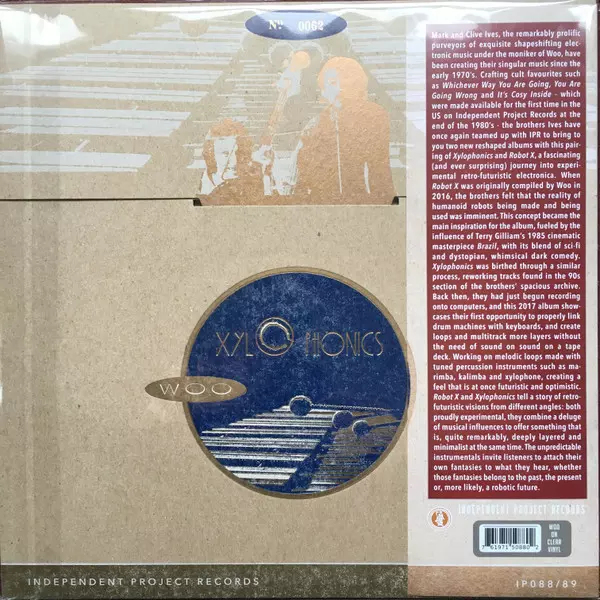 Nº 0062
Mark and Clive Ives, the remarkably prolific
purveyors of exquisite shapeshifting elec-
tronic music under the moniker of Woo, have
been creating their singular music since the
early 1970's. Crafting cult favourites such
as Whichever Way You Are Going, You Are
Going Wrong and It's Cosy Inside - which
were made available for the first time in the
US on Independent Project Records at the
end of the 1980's - the brothers Ives have
once again teamed up with IPR to bring to
you two new reshaped albums with this pair-
ing of Xylophonics and Robot X, a fascinating
(and ever surprising) journey into experi-
mental retro-futuristic electronica. When
Robot X was originally compiled by Woo in
2016, the brothers felt that the reality of
humanoid robots being made and being
used was imminent. This concept became the
main inspiration for the album, fueled by the
influence of Terry Gilliam's 1985 cinematic
masterpiece Brazil, with its blend of sci-fi
and dystopian, whimsical dark comedy.
Xylophonics was birthed through a similar
process, reworking tracks found in the 90s
section of the brothers' spacious archive.
Back then, they had just begun recording
onto computers, and this 2017 album show-
cases their first opportunity to properly link
drum machines with keyboards, and create
loops and multitrack more layers without
the need of sound on sound on a tape
deck. Working on melodic loops made with
tuned percussion instruments such as ma-
rimba, kalimba and xylophone, creating a
feel that is at once futuristic and optimistic.
Robot X and Xylophonics tell a story of retro-
futuristic visions from different angles: both
proudly experimental, they combine a deluge
of musical influences to offer something that
is, quite remarkably, deeply layered and
minimalist at the same time. The unpredictable
instrumentals invite listeners to attach their
own fantasies to what they hear, whether
those fantasies belong to the past, the present
or, more likely, a robotic future.
XYLOPHONICS
WOO
INDEPENDENT PROJECT RECORDS
7 61971 50880 2
WOO
ON
CLEAR
VINYL
INDEPENDENT PROJECT RECORDS
IP088/89